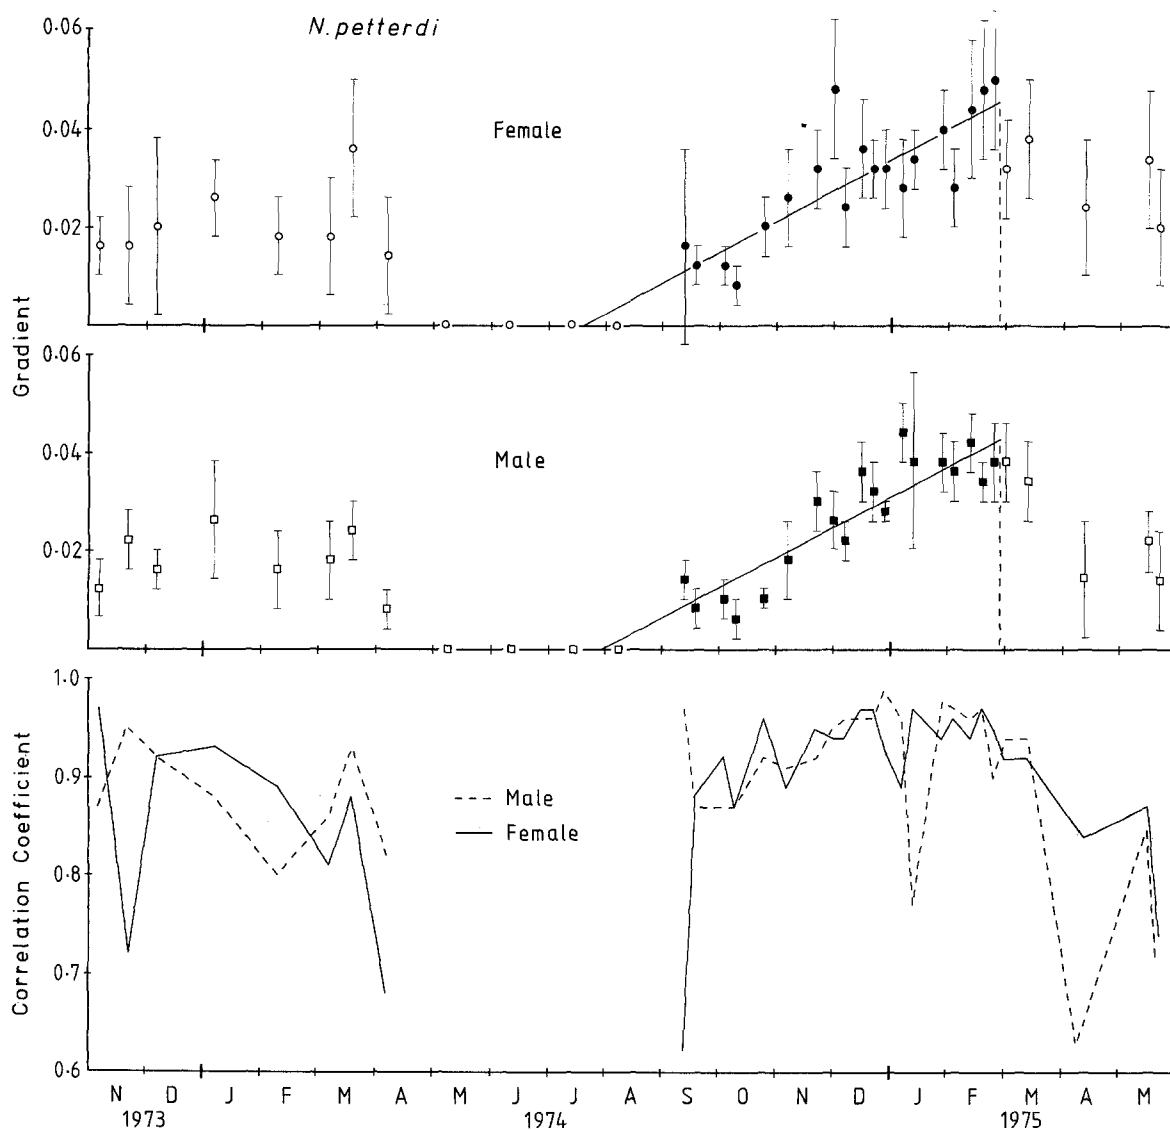 N. petterdi
0·06
0·04
0·02
Female
Gradient
0·06
0·04
0·02
Male
1.0
0·9
0·8
0·7
0·6
Correlation Coefficient
Male
Female
N D J F M A M J J A S O N D J F M A M
1973 1974 1975